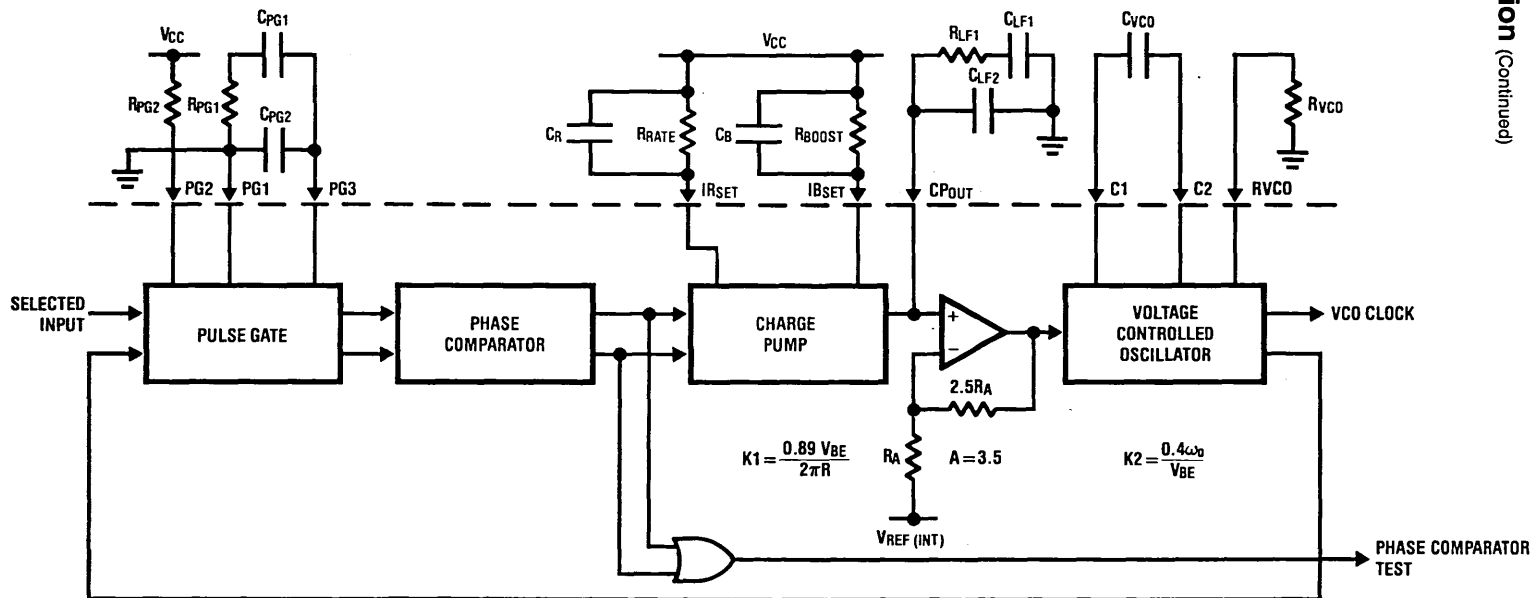 ion (Continued)
VCC
CPG1
RPG2
RPG1
CPG2
PG2
PG1
PG3
VCC
CR
RRATE
CB
RBOOST
IRSET
IBSET
RLF1
CLF1
CLF2
CPOUT
CVCO
C1
C2
RVCO
RVCO
SELECTED
INPUT
PULSE GATE
PHASE
COMPARATOR
CHARGE
PUMP
+
−
VOLTAGE
CONTROLLED
OSCILLATOR
VCO CLOCK
2.5RA
K1 = 0.89 VBE / 2πR
RA
A = 3.5
K2 = 0.4ω0 / VBE
VREF (INT)
PHASE COMPARATOR
TEST